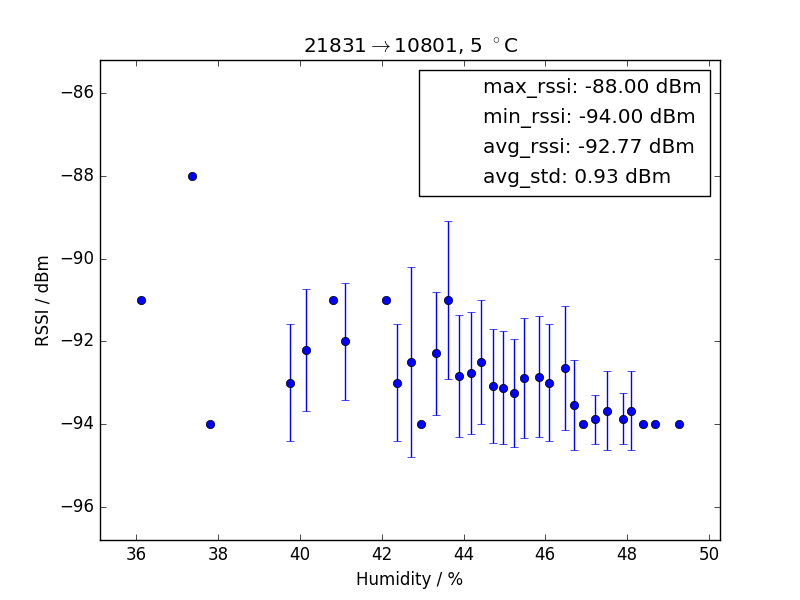 21831→10801, 5 °C
max_rssi: -88.00 dBm
min_rssi: -94.00 dBm
avg_rssi: -92.77 dBm
avg_std: 0.93 dBm
RSSI / dBm
−86
−88
−90
−92
−94
−96
36 38 40 42 44 46 48 50
Humidity / %